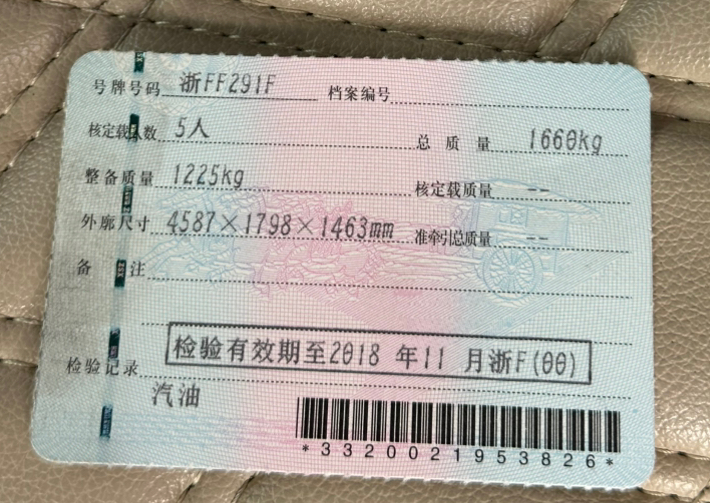 号牌号码 浙FF291F 档案编号
核定载人数 5人 总质量 1660kg
整备质量 1225kg 核定载质量 --
外廓尺寸 4587×1798×1463mm 准牵引总质量 --
备注
检验有效期至2018 年11 月浙F(00)
检验记录
汽油
*3320021953826*